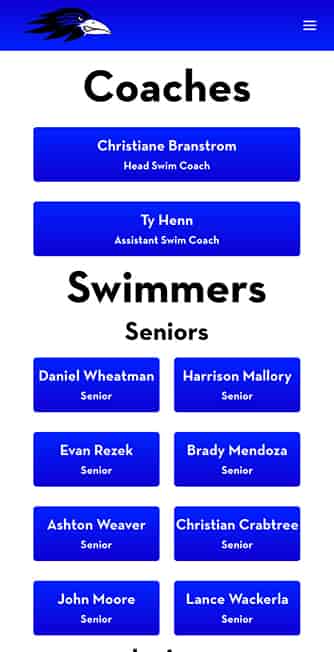 Coaches
Christiane Branstrom
Head Swim Coach
Ty Henn
Assistant Swim Coach
Swimmers
Seniors
Daniel Wheatman
Senior
Harrison Mallory
Senior
Evan Rezek
Senior
Brady Mendoza
Senior
Ashton Weaver
Senior
Christian Crabtree
Senior
John Moore
Senior
Lance Wackerla
Senior